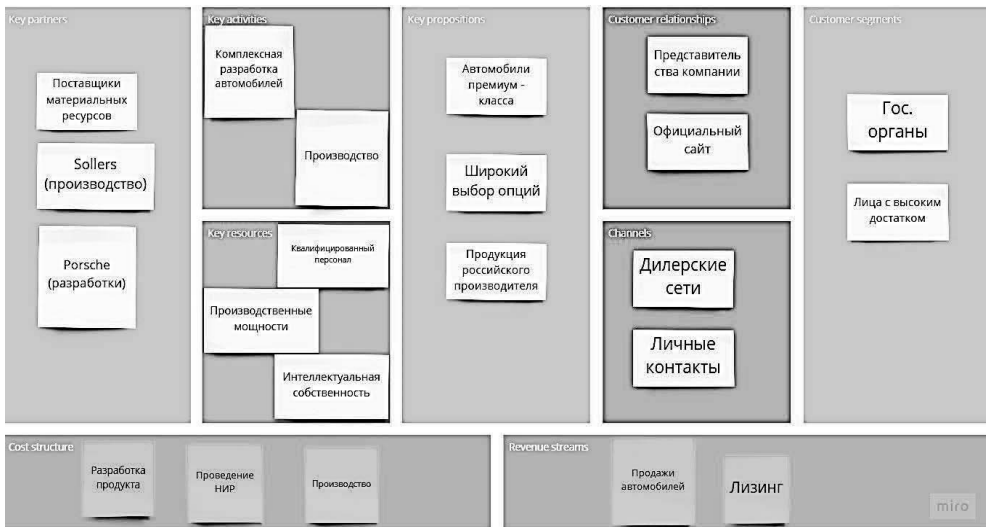 Key partners
Поставщики
материальных
ресурсов
Sollers
(производство)
Porsche
(разработки)
Key activities
Комплексная
разработка
автомобилей
Производство
Key resources
Квалифицированный
персонал
Производственные
мощности
Интеллектуальная
собственность
Key propositions
Автомобили
премиум -
класса
Широкий
выбор опций
Продукция
российского
производителя
Customer relationships
Представитель
ства компании
Официальный
сайт
Channels
Дилерские
сети
Личные
контакты
Customer segments
Гос.
органы
Лица с высоким
достатком
Cost structure
Разработка
продукта
Проведение
НИР
Производство
Revenue streams
Продажи
автомобилей
Лизинг
miro